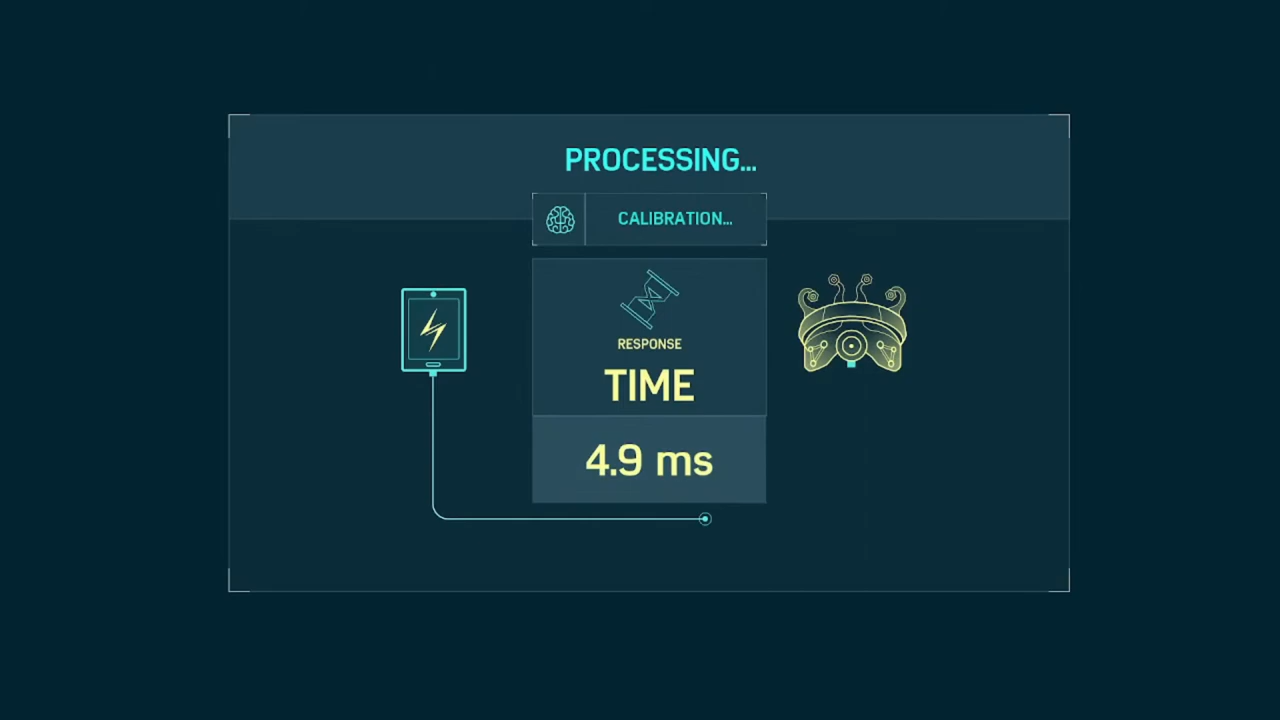 PROCESSING...
CALIBRATION...
RESPONSE
TIME
4.9 ms